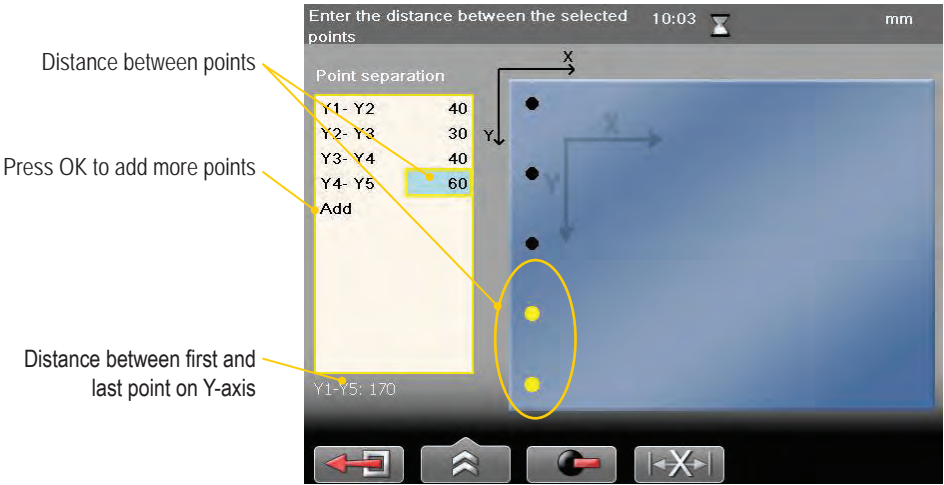 Enter the distance between the selected
points
10:03
mm
Distance between points
Point separation
X
Y
Y1- Y2 40
Y2- Y3 30
Y3- Y4 40
Y4- Y5 60
Add
X
Y
Press OK to add more points
Distance between first and
last point on Y-axis
Y1-Y5: 170
X